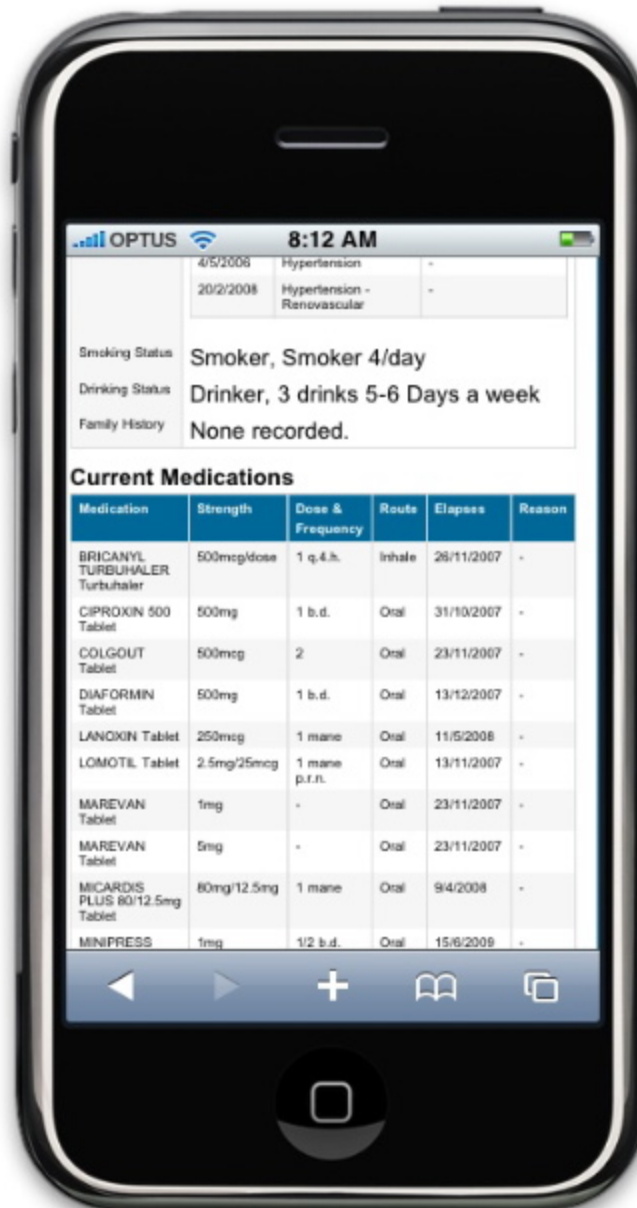 OPTUS 8:12 AM
4/5/2006 Hypertension -
20/2/2008 Hypertension -
Renovascular -
Smoking Status Smoker, Smoker 4/day
Drinking Status Drinker, 3 drinks 5-6 Days a week
Family History None recorded.
Current Medications
Medication Strength Dose & Frequency Route Elapses Reason
BRICANYL TURBUHALER Turbuhaler 500mcg/dose 1 q.4.h. Inhale 26/11/2007 -
CIPROXIN 500 Tablet 500mg 1 b.d. Oral 31/10/2007 -
COLGOUT Tablet 500mcg 2 Oral 23/11/2007 -
DIAFORMIN Tablet 500mg 1 b.d. Oral 13/12/2007 -
LANOXIN Tablet 250mcg 1 mane Oral 11/5/2008 -
LOMOTIL Tablet 2.5mg/25mcg 1 mane p.r.n. Oral 13/11/2007 -
MAREVAN Tablet 1mg - Oral 23/11/2007 -
MAREVAN Tablet 5mg - Oral 23/11/2007 -
MICARDIS PLUS 80/12.5mg Tablet 80mg/12.5mg 1 mane Oral 9/4/2008 -
MINIPRESS 1mg 1/2 b.d. Oral 15/6/2009 -